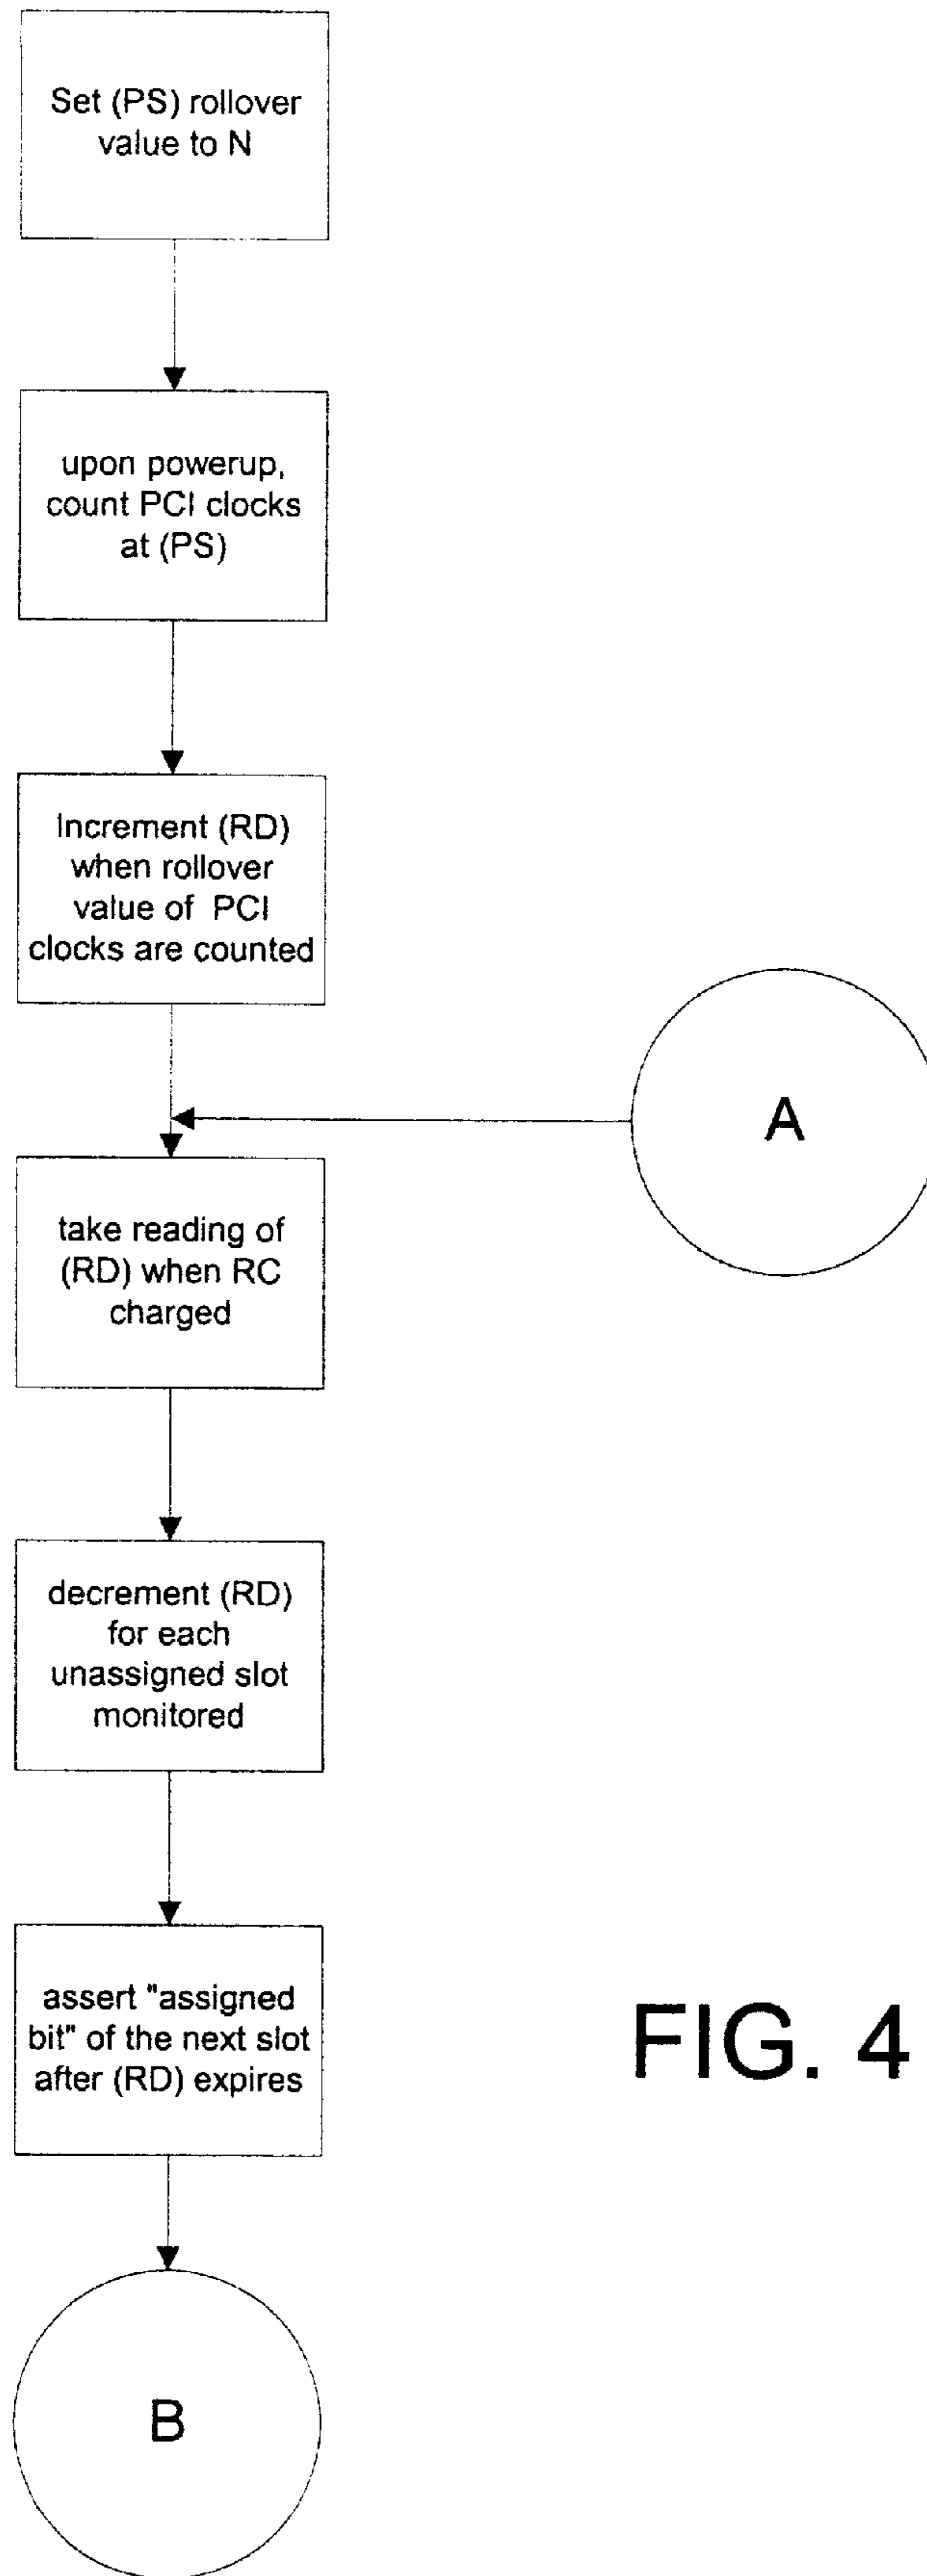 Set (PS) rollover
value to N
upon powerup,
count PCI clocks
at (PS)
Increment (RD)
when rollover
value of PCI
clocks are counted
A
take reading of
(RD) when RC
charged
decrement (RD)
for each
unassigned slot
monitored
assert "assigned
bit" of the next slot
after (RD) expires
FIG. 4
B